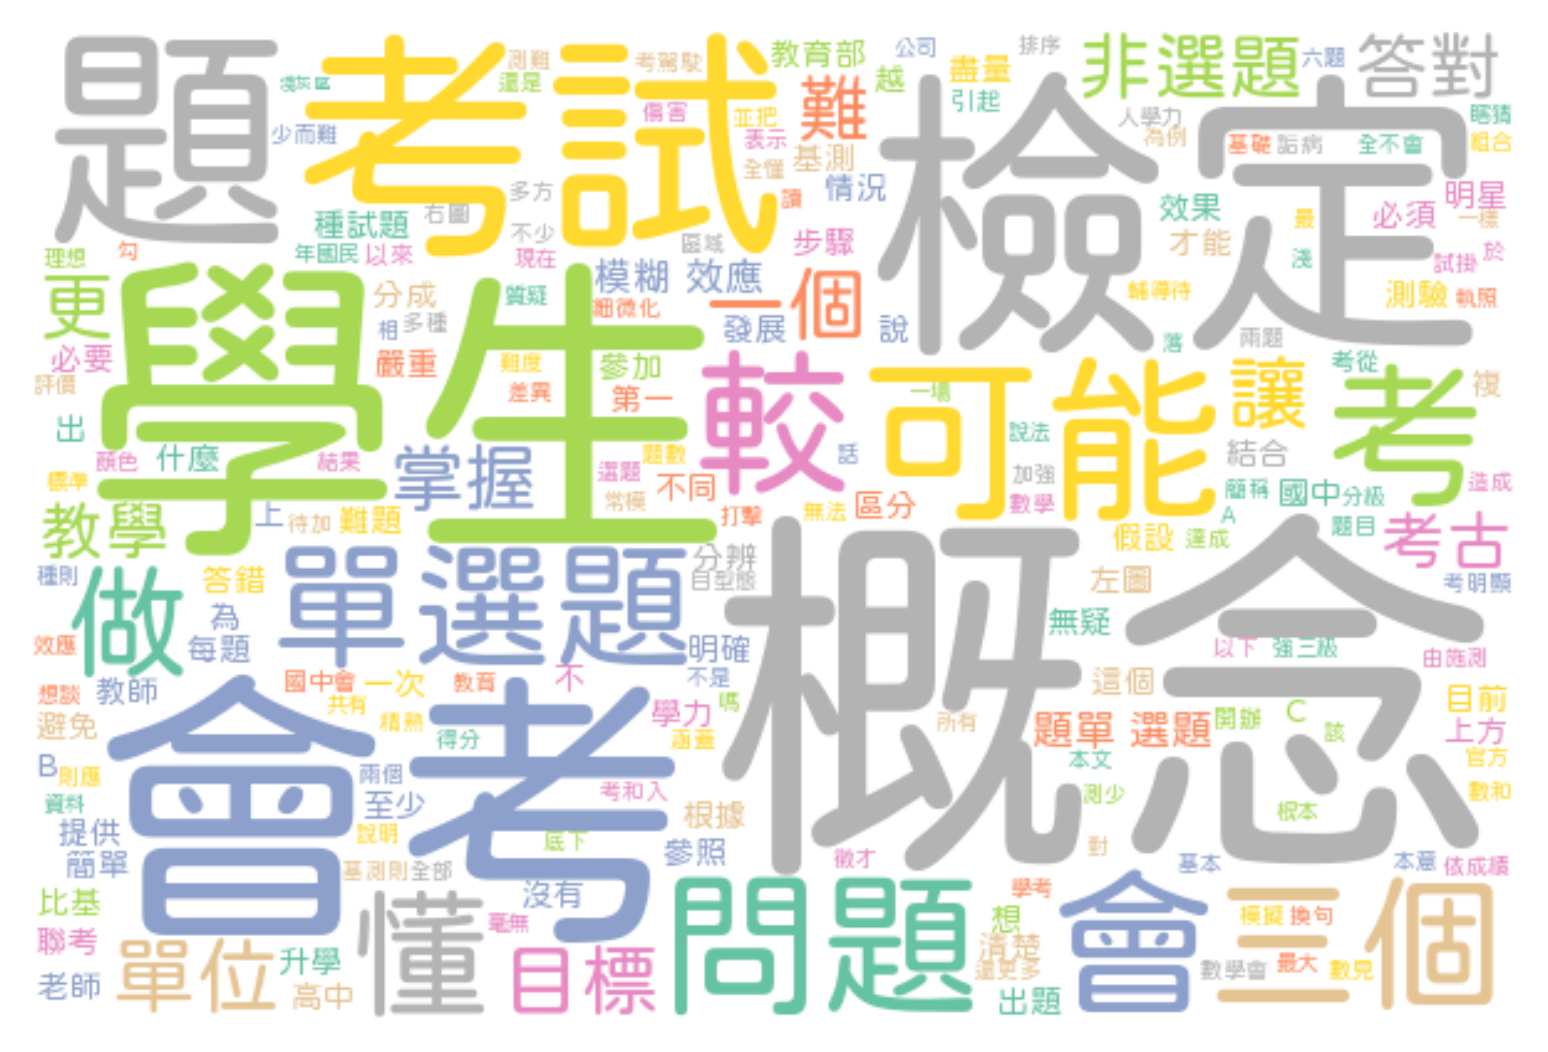 題
考試
測難
還是
考駕駛
教育部
公司
越
盡量
引起
排序
非選題
六題
答對
少而難
傷害
並把
表示
全懂
難
基測
情況
讀
檢定
人學力
為例
基礎
詬病
全不會
瞎猜
組合
明星
必須
一樣
種試題
右圖
多方
不少
現在
區域
步驟
效果
才能
最
淺
試掛
於
理想
勾
年國民
以來
更
必要
評價
學生
分成
相
多種
嚴重
質疑
難度
差異
模糊
效應
細微化
一個
發展
說
參加
第一
輔導待
測驗
執照
落
兩題
考從
複
出
什麼
顏色
結果
標準
教學
上
待加
難題
掌握
較
可能
一場
讓
考
題數
選題
常模
不同
打擊
話
無法
區分
說法
加強
數學
結合
簡稱
A
國中
分級
造成
題目
假設
達成
考古
種則
做
答錯
為
每題
單選題
分辨
目型態
明確
不是
概念
左圖
無疑
考明顯
效應
想談
教師
避免
B
則應
資料
提供
簡單
國中會
一次
共有
教育
不
精熟
得分
兩個
至少
說明
會考
學力
嗎
涵蓋
考和入
根據
參照
底下
所有
這個
題單
選題
開辦
C
該
以下
強三級
由施測
目前
上方
官方
數和
本文
測少
根本
對
基本
本意
依成績
徵才
基測則
全部
比基
聯考
老師
單位
升學
高中
懂
沒有
毫無
目標
問題
學考
想
清楚
還更多
出題
會
模擬
換句
數學會
最大
數見
三個